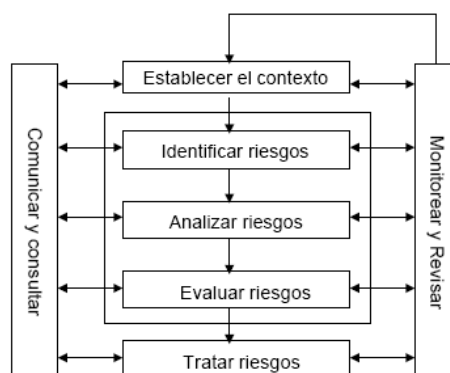 Establecer el contexto
Identificar riesgos
Analizar riesgos
Evaluar riesgos
Tratar riesgos
Comunicar y consultar
Monitorear y Revisar